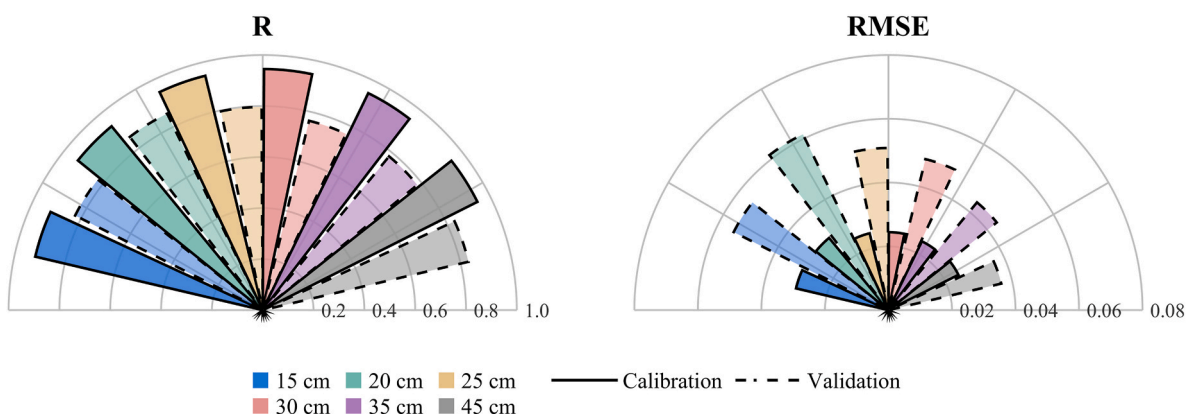 R
RMSE
0.2 0.4 0.6 0.8 1.0
0.02 0.04 0.06 0.08
15 cm 20 cm 25 cm Calibration Validation
30 cm 35 cm 45 cm